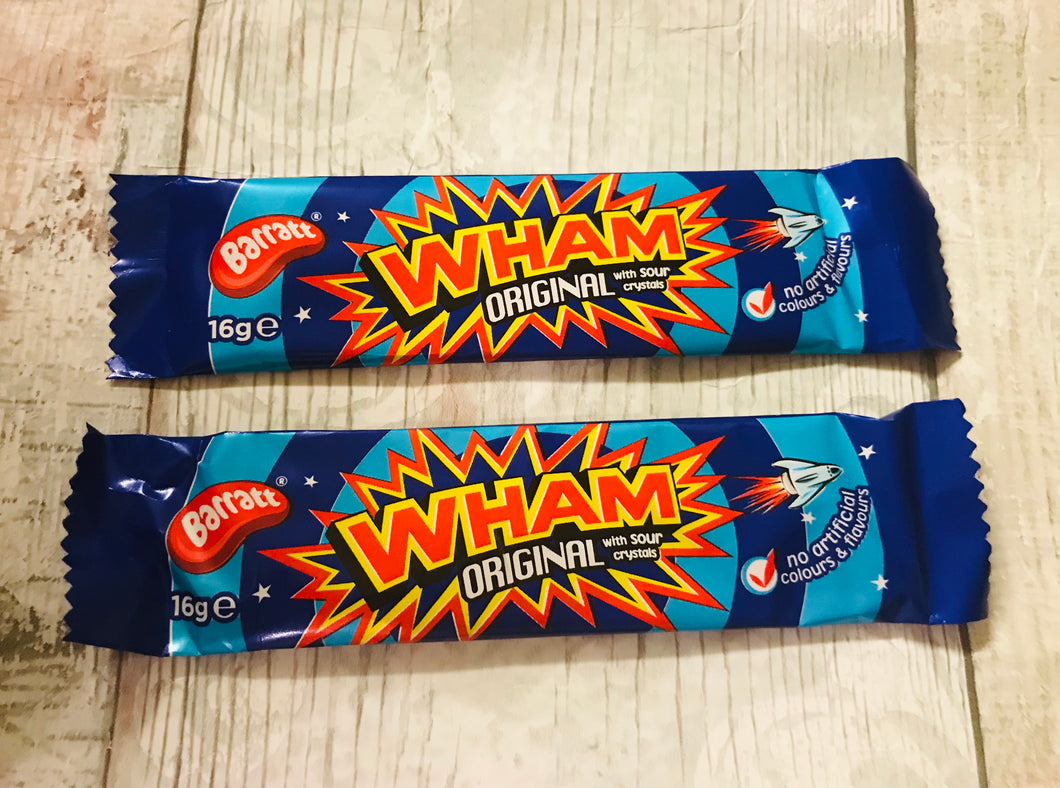 Barratt®
WHAM
ORIGINAL with sour
crystals
16g e
no artificial
colours & flavours
Barratt®
WHAM
ORIGINAL with sour
crystals
16g e
no artificial
colours & flavours